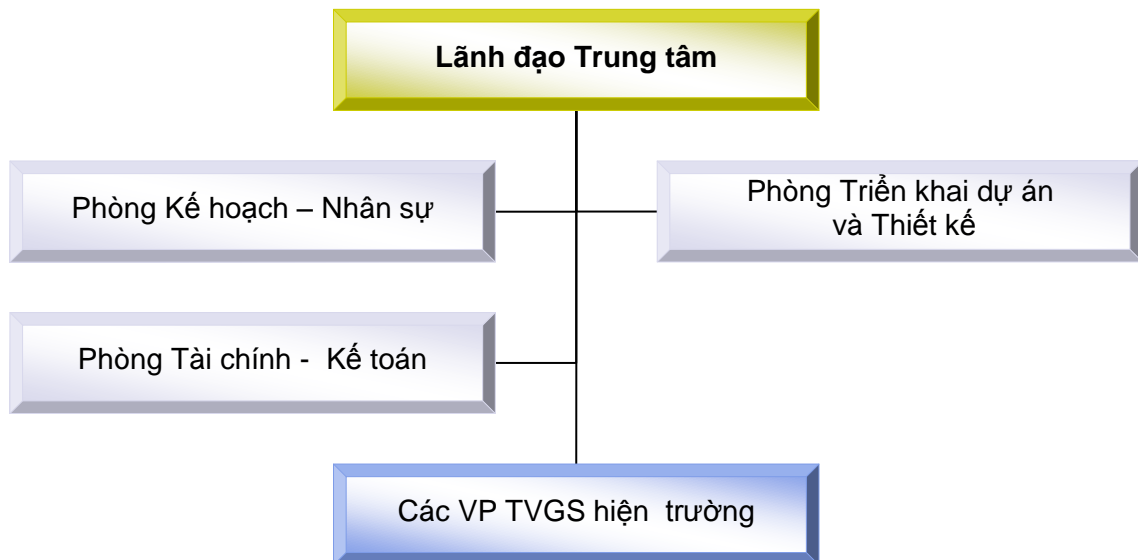 Lãnh đạo Trung tâm
Phòng Kế hoạch – Nhân sự
Phòng Triển khai dự án
và Thiết kế
Phòng Tài chính - Kế toán
Các VP TVGS hiện trường